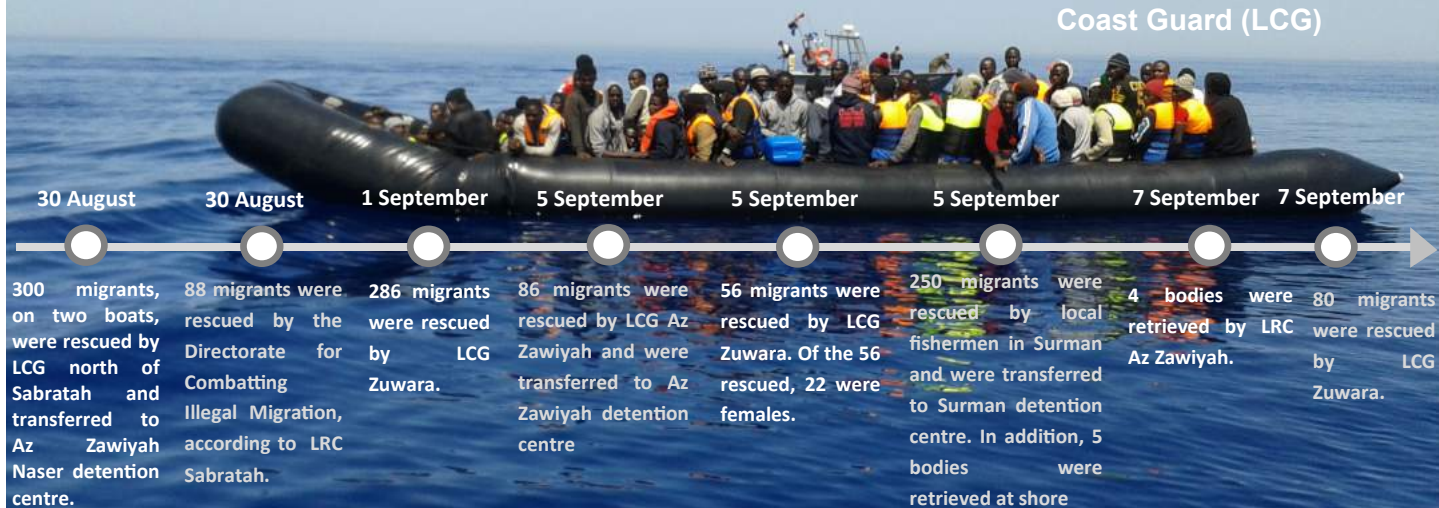 Coast Guard (LCG)
30 August
30 August
1 September
5 September
5 September
5 September
7 September
7 September
300 migrants,
on two boats,
were rescued by
LCG north of
Sabratah and
transferred to
Az Zawiyah
Naser detention
centre.
88 migrants were
rescued by the
Directorate for
Combatting
Illegal Migration,
according to LRC
Sabratah.
286 migrants
were rescued
by LCG
Zuwara.
86 migrants were
rescued by LCG Az
Zawiyah and were
transferred to Az
Zawiyah detention
centre
56 migrants were
rescued by LCG
Zuwara. Of the 56
rescued, 22 were
females.
250 migrants were
rescued by local
fishermen in Surman
and were transferred
to Surman detention
centre. In addition, 5
bodies were
retrieved at shore
4 bodies were
retrieved by LRC
Az Zawiyah.
80 migrants
were rescued
by LCG
Zuwara.